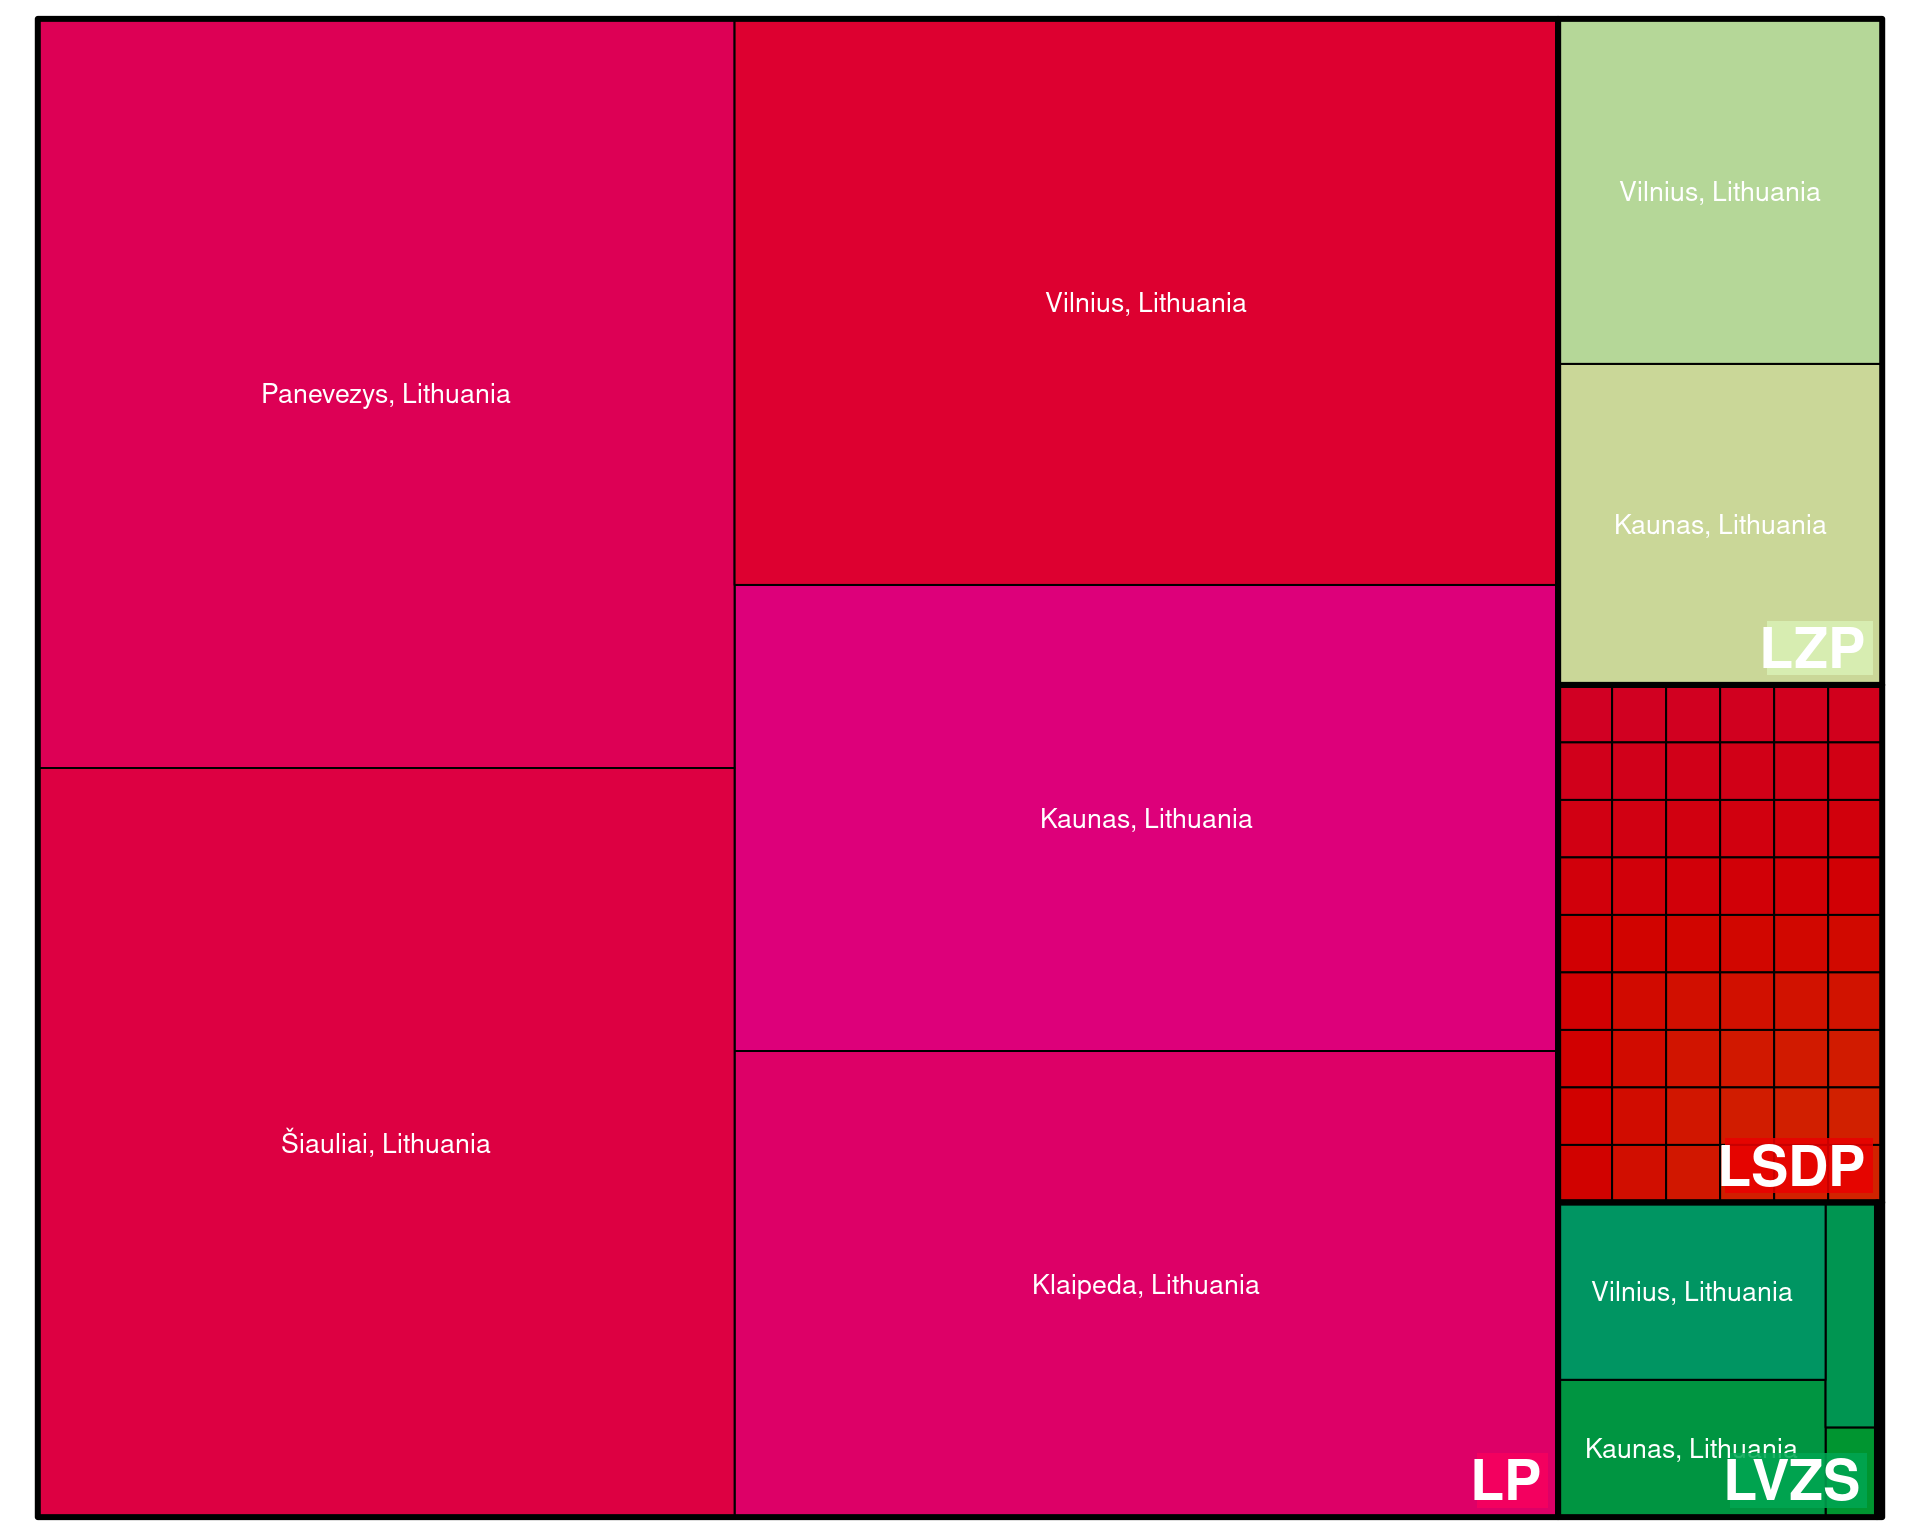 Panevezys, Lithuania
Šiauliai, Lithuania
Vilnius, Lithuania
Kaunas, Lithuania
Klaipeda, Lithuania
LP
Vilnius, Lithuania
Kaunas, Lithuania
LZP
LSDP
Vilnius, Lithuania
Kaunas, Lithuania
LVZS